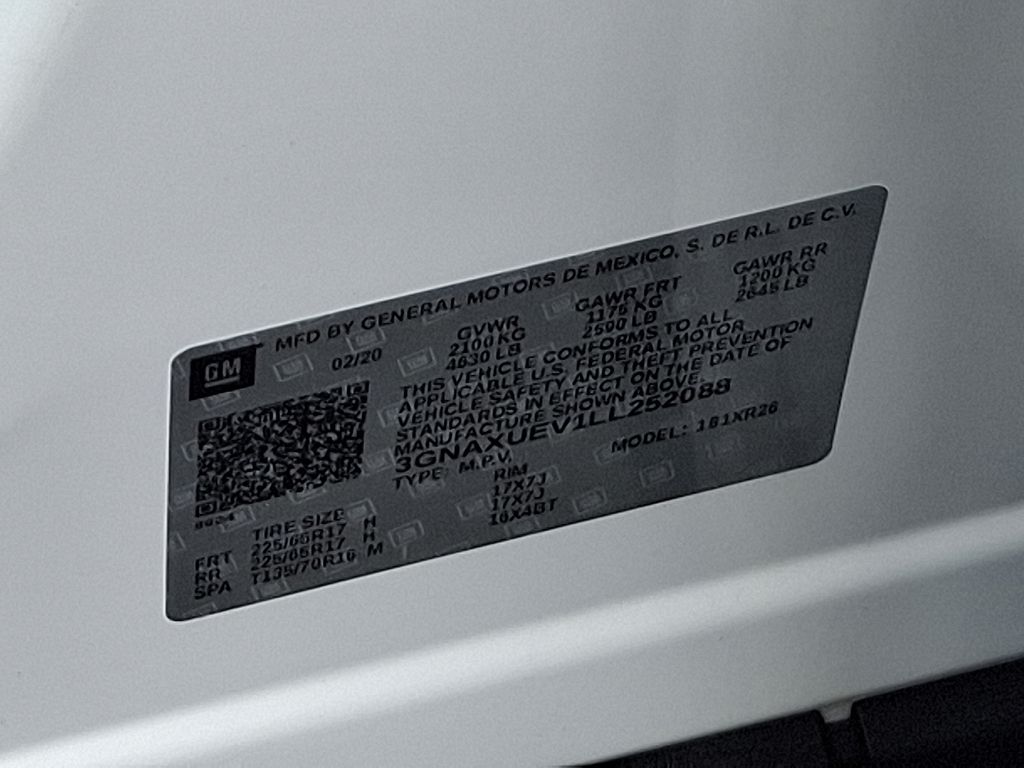 GM
MFD BY GENERAL MOTORS DE MEXICO, S. DE R.L. DE C.V.
02/20
GVWR
2100 KG
4630 LB
GAWR FRT
1175 KG
2590 LB
GAWR RR
1200 KG
2645 LB
THIS VEHICLE CONFORMS TO ALL
APPLICABLE U.S. FEDERAL MOTOR
VEHICLE SAFETY AND THEFT PREVENTION
STANDARDS IN EFFECT ON THE DATE OF
MANUFACTURE SHOWN ABOVE.
3GNAXUEV1LL252088
TYPE: M.P.V.
MODEL: 1B1XR26
TIRE SIZE
RIM
FRT 225/65R17 H 17X7J
RR 225/65R17 H 17X7J
SPA T135/70R16 M 16X4BT